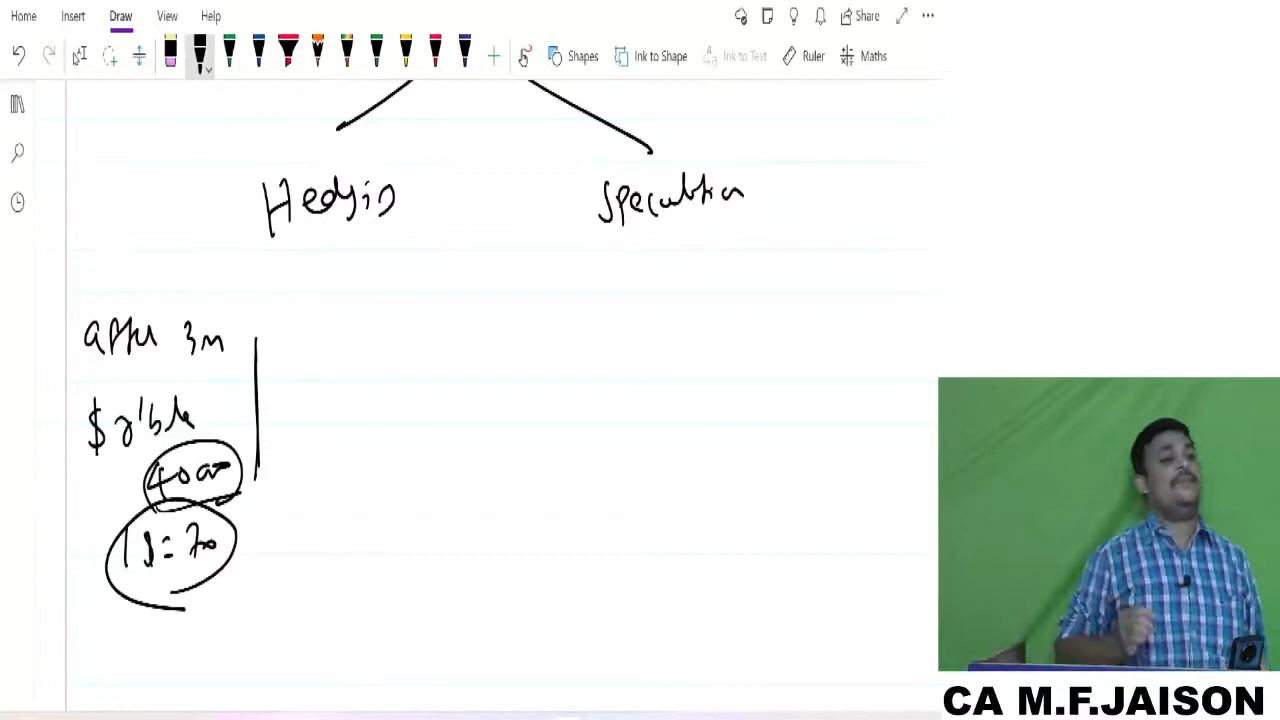 Home Insert Draw View Help Share
Shapes Ink to Shape Ink to Text Ruler Maths
Hedgin Speculation
after 3m
$
1$ = 70
CA M.F.JAISON